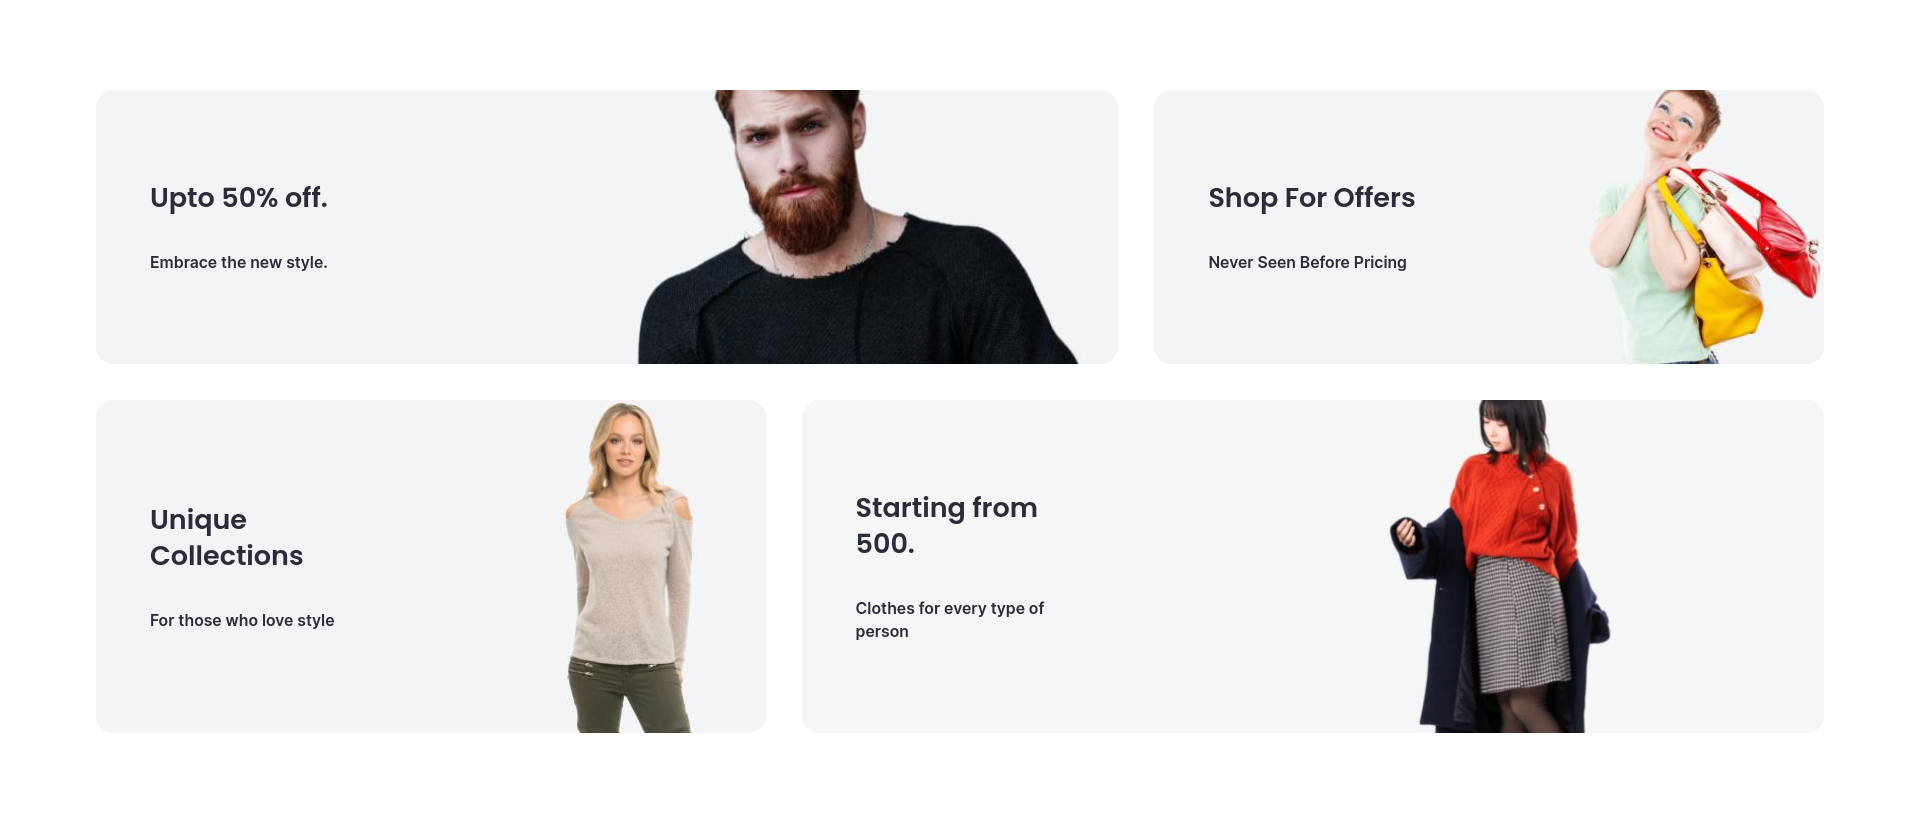 Upto 50% off.
Embrace the new style.
Shop For Offers
Never Seen Before Pricing
Unique
Collections
For those who love style
Starting from
500.
Clothes for every type of
person